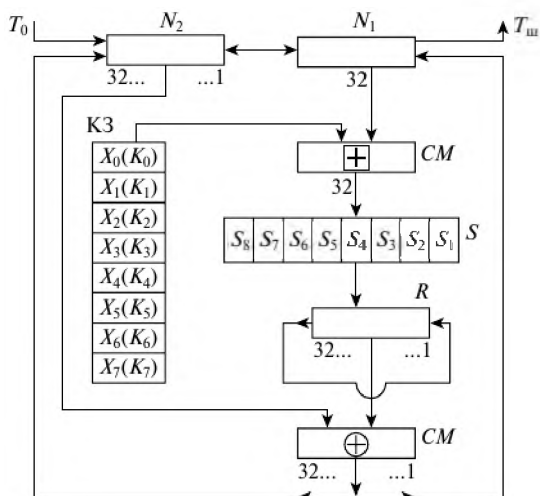 T₀ N₂ N₁ Tш
32... ...1 32
КЗ
X₀(K₀) CM
X₁(K₁) 32
X₂(K₂) S₈ S₇ S₆ S₅ S₄ S₃ S₂ S₁ S
X₃(K₃)
X₄(K₄) R
X₅(K₅)
X₆(K₆) 32... ...1
X₇(K₇)
CM
32... ...1